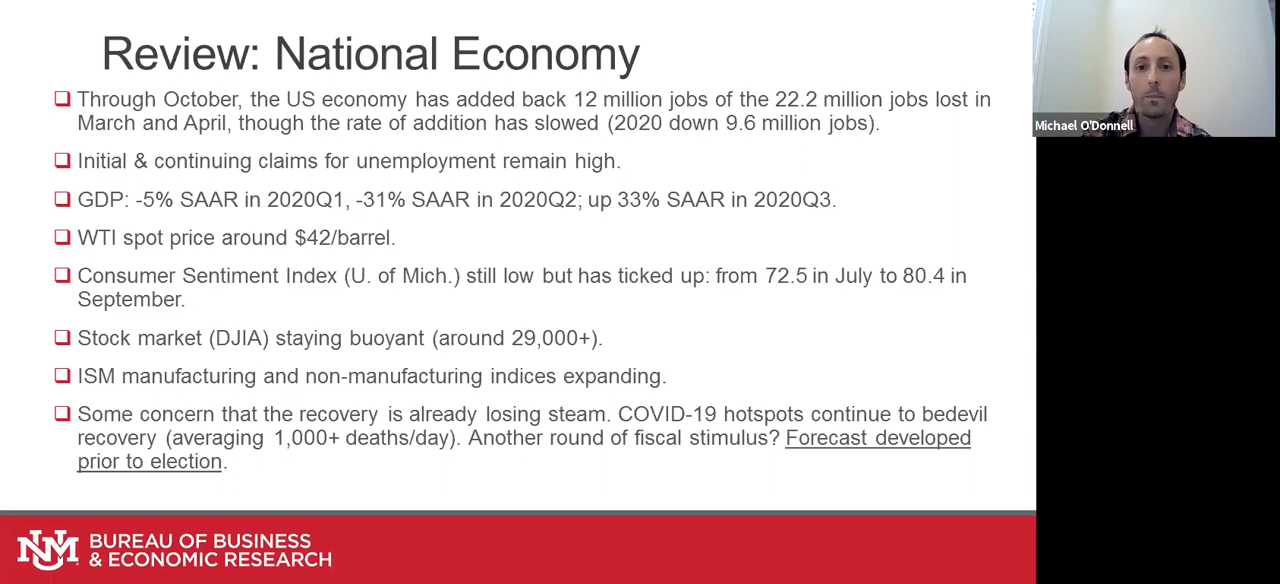 Review: National Economy
Through October, the US economy has added back 12 million jobs of the 22.2 million jobs lost in
March and April, though the rate of addition has slowed (2020 down 9.6 million jobs).
Initial & continuing claims for unemployment remain high.
GDP: -5% SAAR in 2020Q1, -31% SAAR in 2020Q2; up 33% SAAR in 2020Q3.
WTI spot price around $42/barrel.
Consumer Sentiment Index (U. of Mich.) still low but has ticked up: from 72.5 in July to 80.4 in
September.
Stock market (DJIA) staying buoyant (around 29,000+).
ISM manufacturing and non-manufacturing indices expanding.
Some concern that the recovery is already losing steam. COVID-19 hotspots continue to bedevil
recovery (averaging 1,000+ deaths/day). Another round of fiscal stimulus? Forecast developed
prior to election.
UNM BUREAU OF BUSINESS
& ECONOMIC RESEARCH
Michael O'Donnell